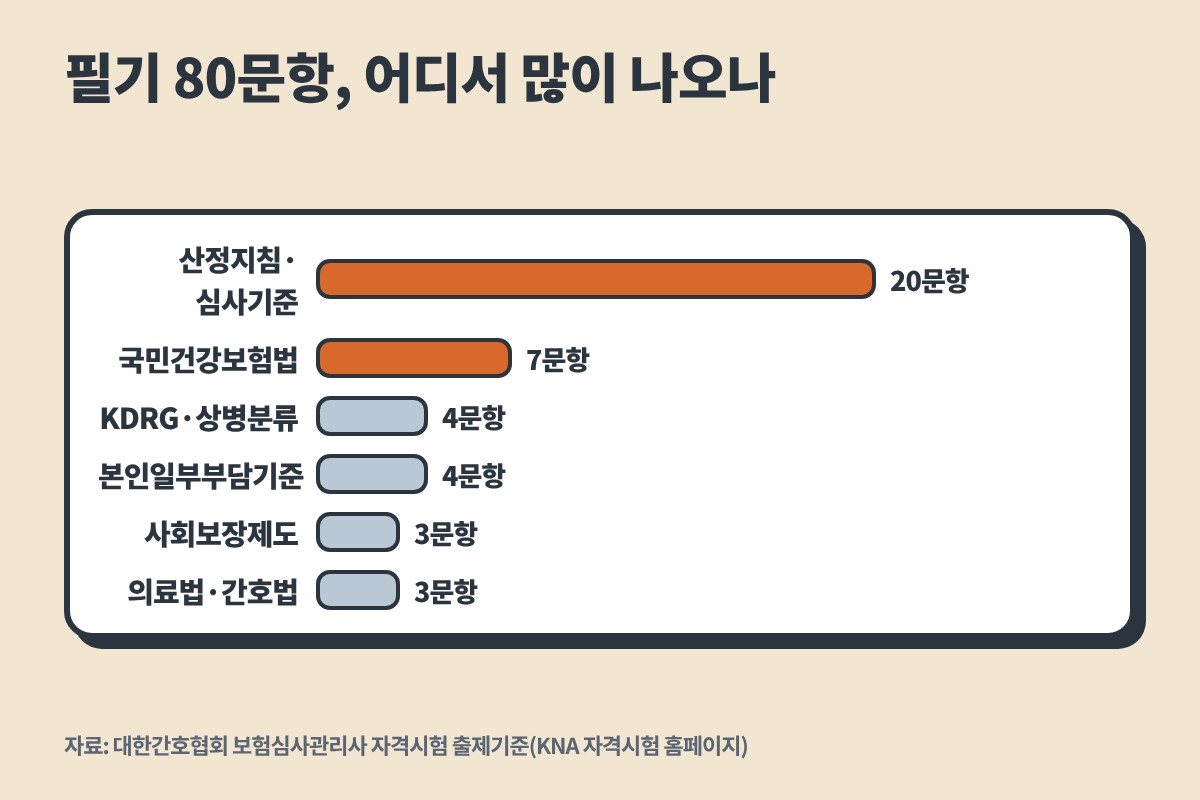 필기 80문항, 어디서 많이 나오나
산정지침·
심사기준
20문항
국민건강보험법
7문항
KDRG·상병분류
4문항
본인일부부담기준
4문항
사회보장제도
3문항
의료법·간호법
3문항
자료: 대한간호협회 보험심사관리사 자격시험 출제기준(KNA 자격시험 홈페이지)